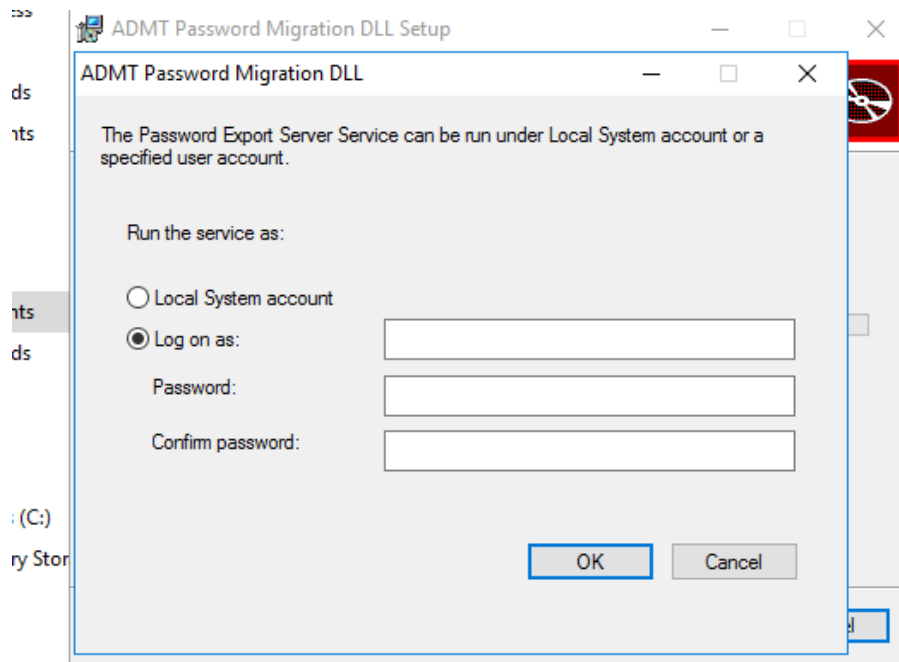 ess
ADMT Password Migration DLL Setup
ADMT Password Migration DLL
ds
nts
The Password Export Server Service can be run under Local System account or a
specified user account.
Run the service as:
Local System account
nts
Log on as:
ds
Password:
Confirm password:
(C:)
ry Stor
OK
Cancel
el